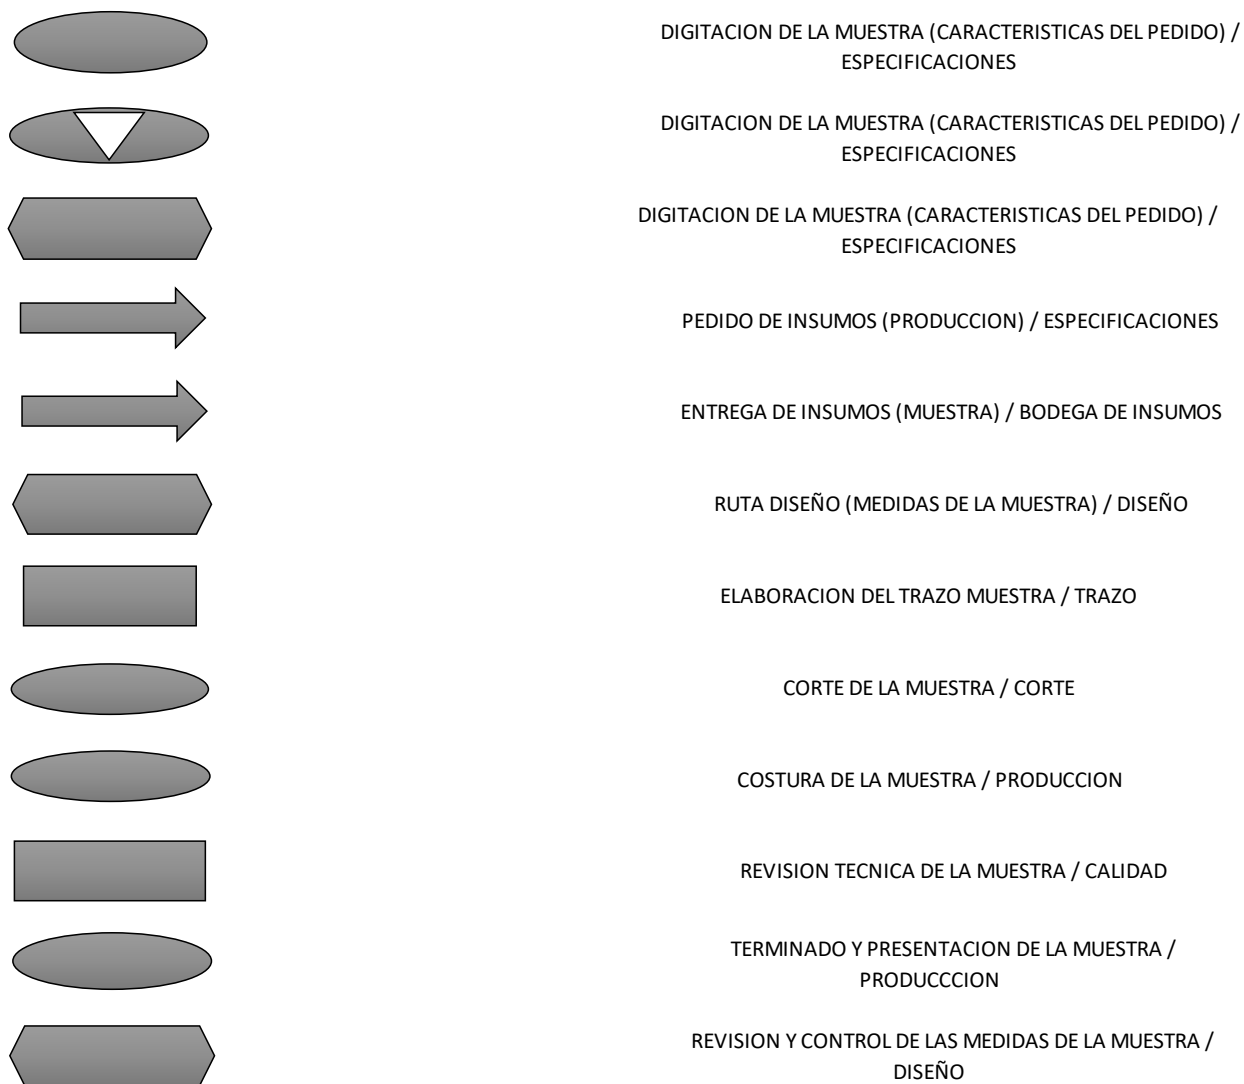 DIGITACION DE LA MUESTRA (CARACTERISTICAS DEL PEDIDO) /
ESPECIFICACIONES
DIGITACION DE LA MUESTRA (CARACTERISTICAS DEL PEDIDO) /
ESPECIFICACIONES
DIGITACION DE LA MUESTRA (CARACTERISTICAS DEL PEDIDO) /
ESPECIFICACIONES
PEDIDO DE INSUMOS (PRODUCCION) / ESPECIFICACIONES
ENTREGA DE INSUMOS (MUESTRA) / BODEGA DE INSUMOS
RUTA DISEÑO (MEDIDAS DE LA MUESTRA) / DISEÑO
ELABORACION DEL TRAZO MUESTRA / TRAZO
CORTE DE LA MUESTRA / CORTE
COSTURA DE LA MUESTRA / PRODUCCION
REVISION TECNICA DE LA MUESTRA / CALIDAD
TERMINADO Y PRESENTACION DE LA MUESTRA /
PRODUCCCION
REVISION Y CONTROL DE LAS MEDIDAS DE LA MUESTRA /
DISEÑO